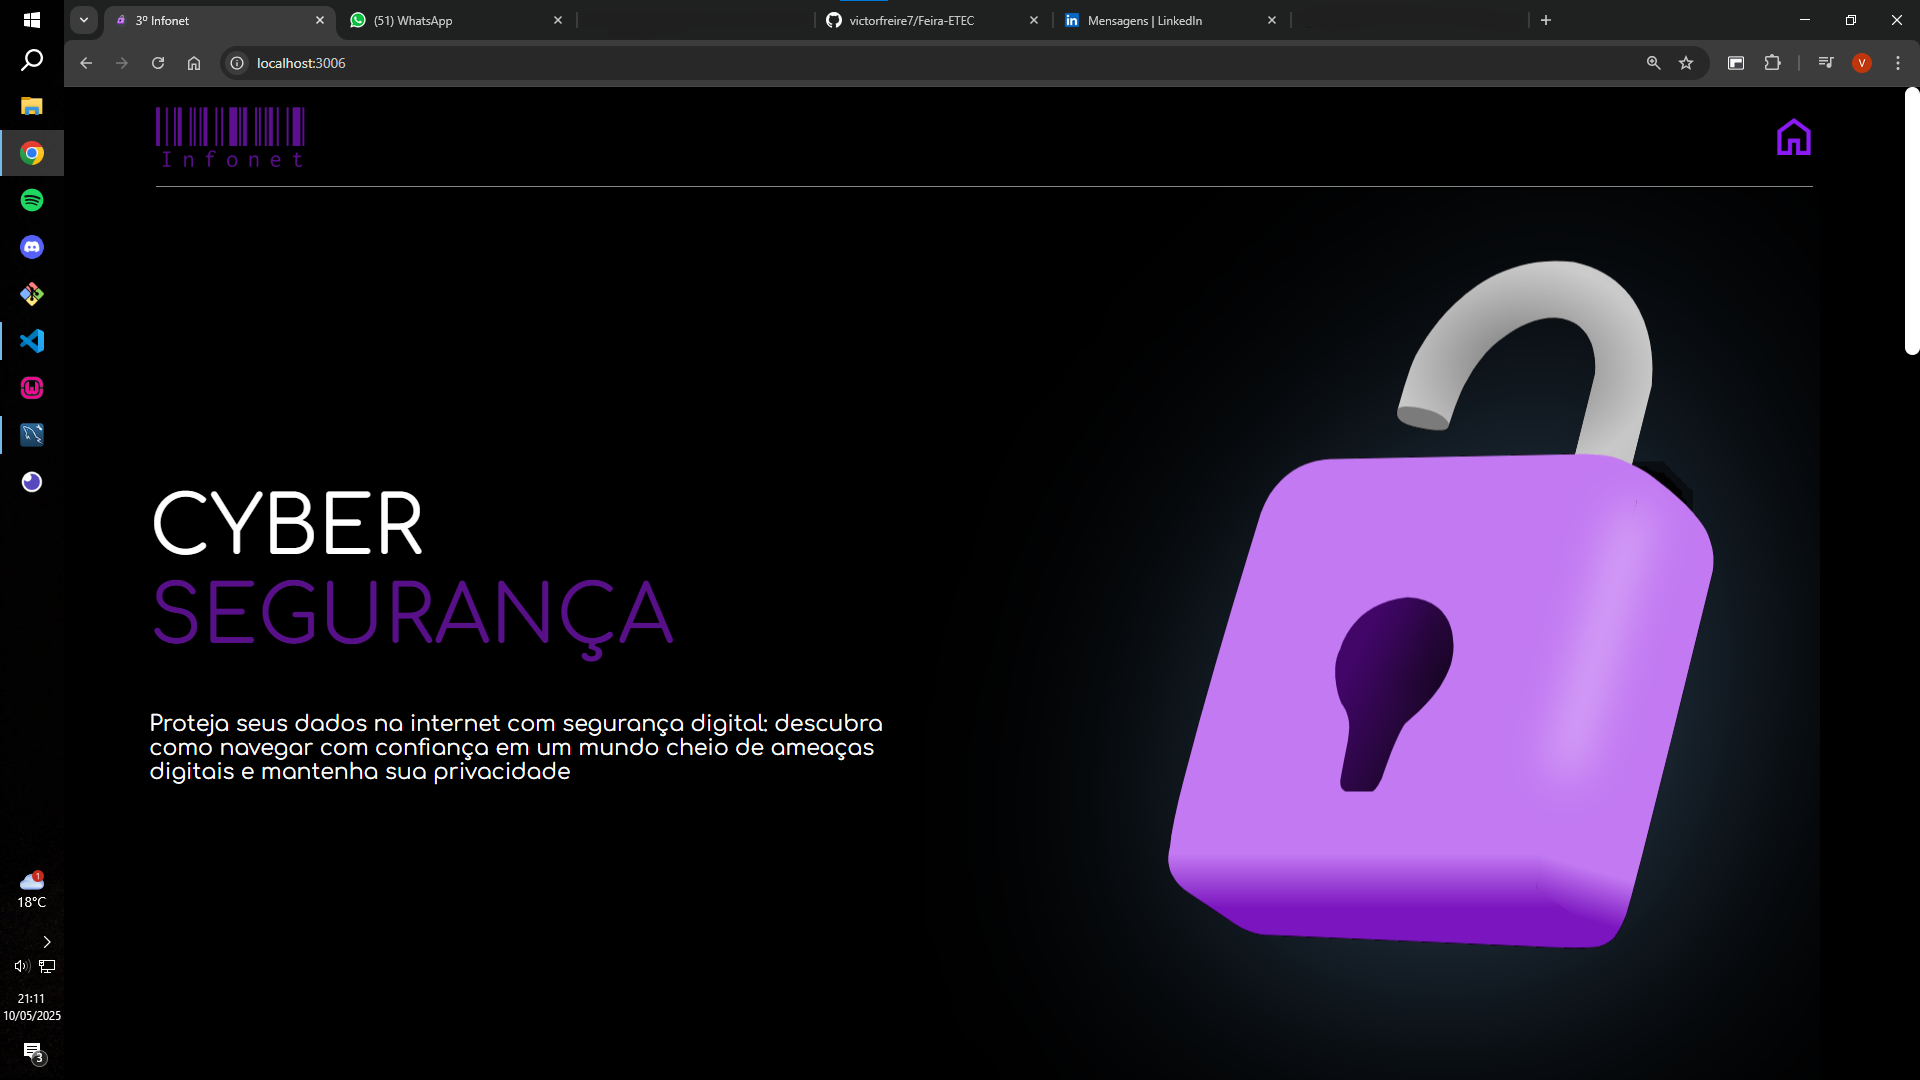 3º Infonet
(51) WhatsApp
victorfreire7/Feira-ETEC
Mensagens | LinkedIn
localhost:3006
V
Infonet
CYBER
SEGURANÇA
Proteja seus dados na internet com segurança digital: descubra
como navegar com confiança em um mundo cheio de ameaças
digitais e mantenha sua privacidade
1
18°C
21:11
10/05/2025
3